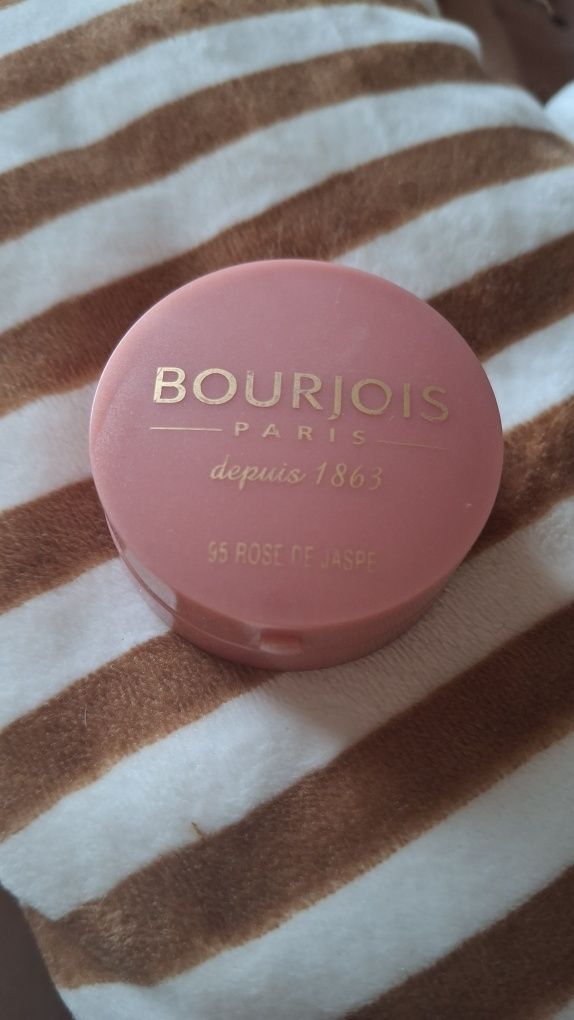 BOURJOIS
PARIS
depuis 1863
95 ROSE DE JASPE